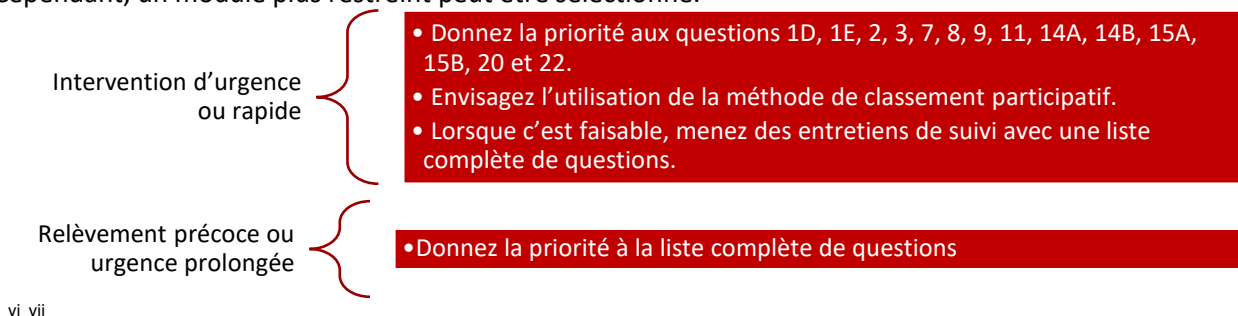 Cependant, un module plus restreint peut être sélectionné.
Intervention d'urgence
ou rapide
• Donnez la priorité aux questions 1D, 1E, 2, 3, 7, 8, 9, 11, 14A, 14B, 15A,
15B, 20 et 22.
• Envisagez l'utilisation de la méthode de classement participatif.
• Lorsque c'est faisable, menez des entretiens de suivi avec une liste
complète de questions.
Relèvement précoce ou
urgence prolongée
•Donnez la priorité à la liste complète de questions
vi vii